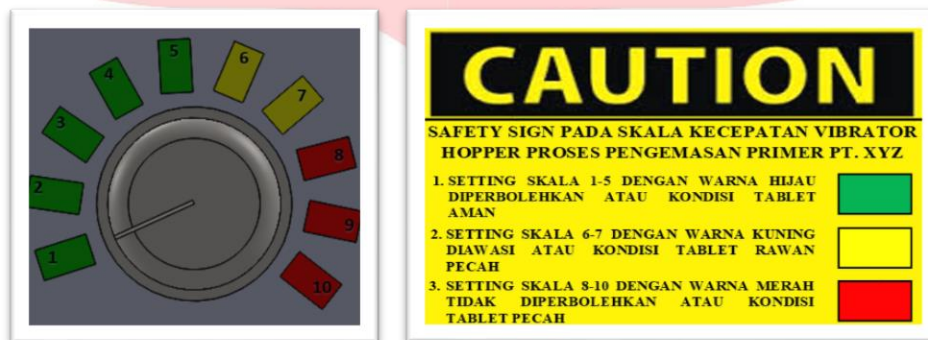 1
2
3
4
5
6
7
8
9
10
CAUTION
SAFETY SIGN PADA SKALA KECEPATAN VIBRATOR
HOPPER PROSES PENGEMASAN PRIMER PT. XYZ
1. SETTING SKALA 1-5 DENGAN WARNA HIJAU
DIPERBOLEHKAN ATAU KONDISI TABLET
AMAN
2. SETTING SKALA 6-7 DENGAN WARNA KUNING
DIAWASI ATAU KONDISI TABLET RAWAN
PECAH
3. SETTING SKALA 8-10 DENGAN WARNA MERAH
TIDAK DIPERBOLEHKAN ATAU KONDISI
TABLET PECAH